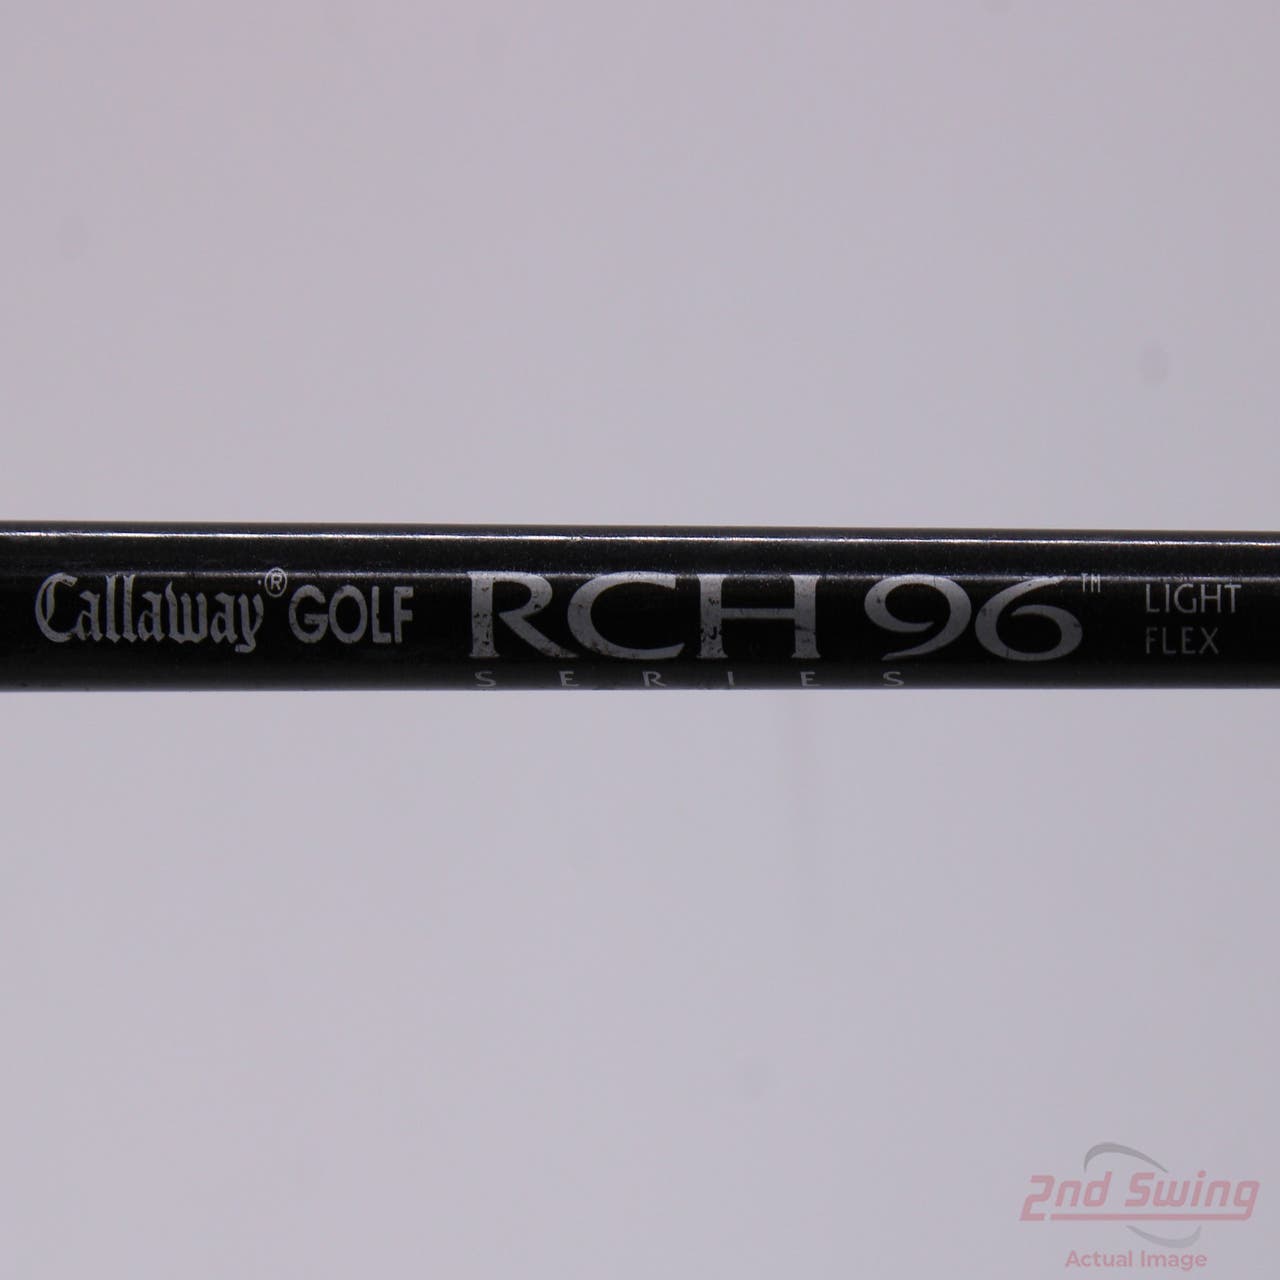 Callaway® GOLF RCH 96™ LIGHT FLEX
SERIES
2nd Swing
Actual Image